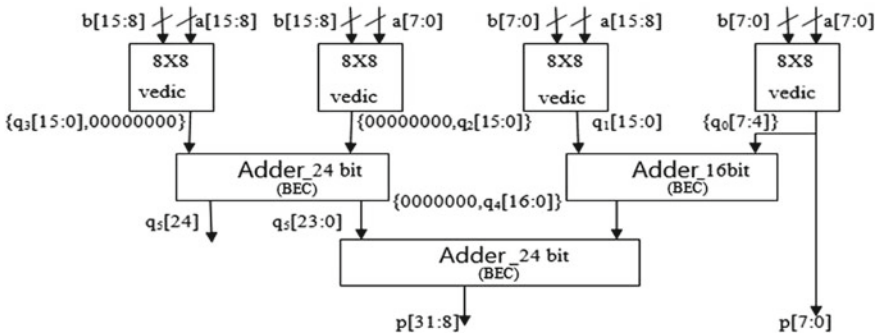 b[15:8] a[15:8] b[15:8] a[7:0] b[7:0] a[15:8] b[7:0] a[7:0]
8X8 8X8 8X8 8X8
vedic vedic vedic vedic
{q₃[15:0],00000000} {00000000,q₂[15:0]} q₁[15:0] {q₀[7:4]}
Adder_24 bit Adder_16bit
(BEC) (BEC)
q₅[24] q₅[23:0] {0000000,q₄[16:0]}
Adder_24 bit
(BEC)
p[31:8] p[7:0]